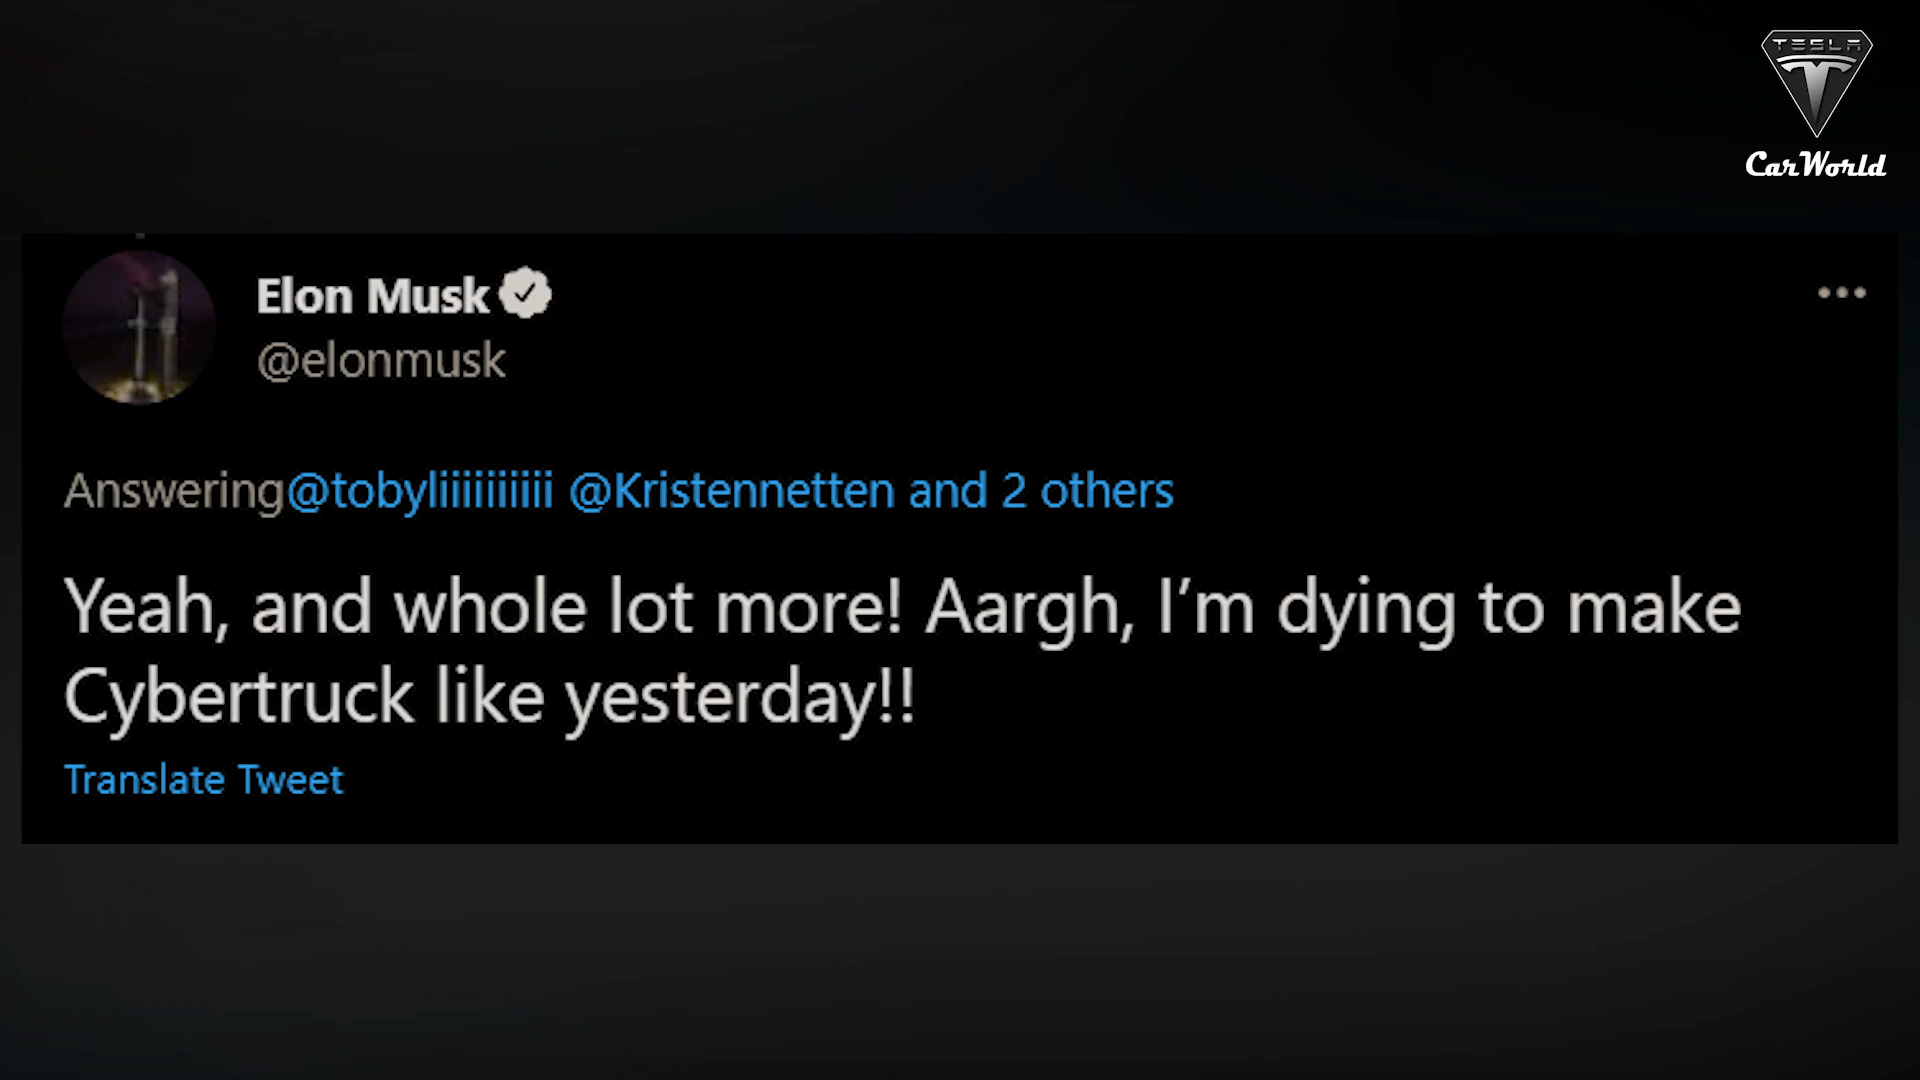 TESLA
CarWorld
Elon Musk
@elonmusk
Answering@tobyliiiiiiiiiii @Kristennetten and 2 others
Yeah, and whole lot more! Aargh, I’m dying to make
Cybertruck like yesterday!!
Translate Tweet